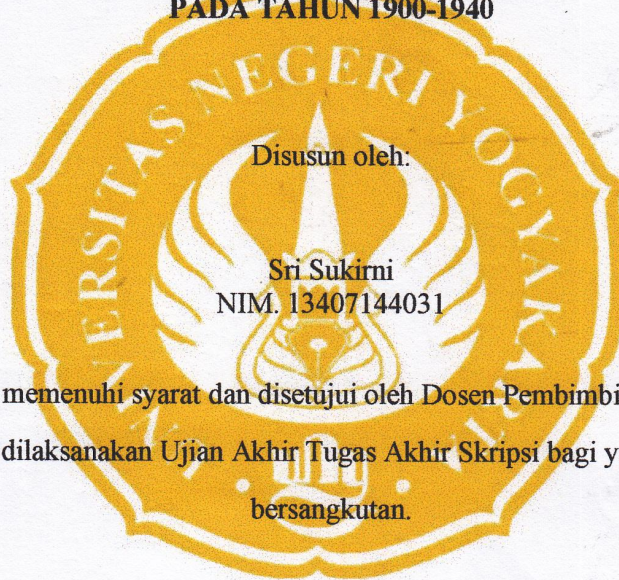 PADA TAHUN 1900-1940
UNIVERSITAS NEGERI YOGYAKARTA
Disusun oleh:
Sri Sukirni
NIM. 13407144031
memenuhi syarat dan disetujui oleh Dosen Pembimbi
dilaksanakan Ujian Akhir Tugas Akhir Skripsi bagi y
bersangkutan.